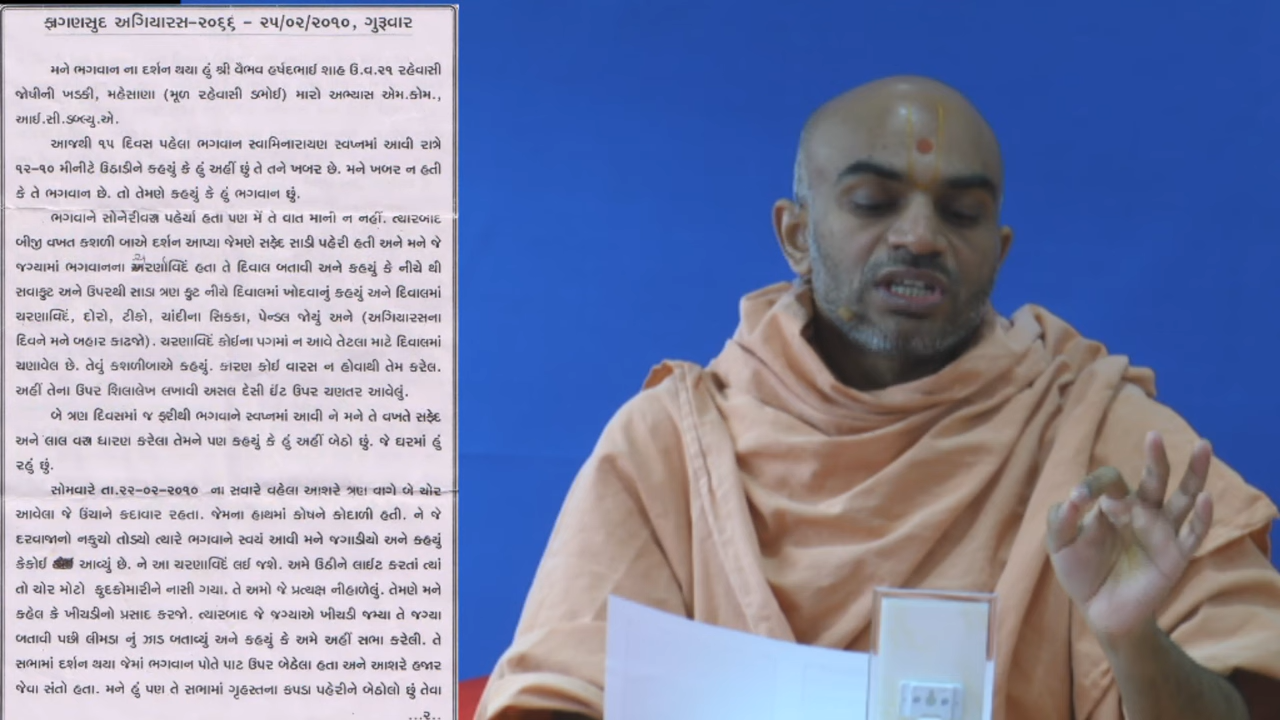 ફાગણસુદ અગિયારસ-૨૦૬૬ - ૨૫/૦૨/૨૦૧૦, ગુરૂવાર
મને ભગવાન ના દર્શન થયા હું શ્રી વૈભવ હર્ષદભાઈ શાહ ઉ.વ.૨૧ રહેવાસી
જોષીની ખડકી, મહેસાણા (મૂળ રહેવાસી ડભોઈ) મારો અભ્યાસ એમ.કોમ.,
આઈ.સી.ડબ્લ્યુ.એ.
આજથી ૧૫ દિવસ પહેલા ભગવાન સ્વામિનારાયણ સ્વપ્નમાં આવી રાત્રે
૧૨-૧૦ મીનીટે ઉઠાડીને કહયું કે હું અહીં છું તે તને ખબર છે. મને ખબર ન હતી
કે તે ભગવાન છે. તો તેમણે કહયું કે હું ભગવાન છું.
ભગવાને સોનેરીવસ્ત્ર પહેર્યા હતા પણ મેં તે વાત માનો ન નહીં. ત્યારબાદ
બીજી વખત કશળી બાએ દર્શન આપ્યા જેમણે સફેદ સાડી પહેરી હતી અને મને જે
જગ્યામાં ભગવાનના ચરણાવિંદ હતા તે દિવાલ બતાવી અને કહયું કે નીચે થી
સવાફુટ અને ઉપરથી સાડા ત્રણ ફુટ નીચે દિવાલમાં ખોદવાનું કહયું અને દિવાલમાં
ચરણાવિંદ, દોરો, ટીકો, ચાંદીના સિકકા, પેન્ડલ જોયું અને (અગિયારસના
દિવને મને બહાર કાઢજો). ચરણાવિંદ કોઈના પગમાં ન આવે તેટલા માટે દિવાલમાં
ચણાવેલ છે. તેવું કશળીબાએ કહયું. કારણ કોઈ વારસ ન હોવાથી તેમ કરેલ.
અહીં તેના ઉપર શિલાલેખ લખાવી અસલ દેસી ઈંટ ઉપર ચણતર આવેલું.
બે ત્રણ દિવસમાં જ ફરીથી ભગવાને સ્વપ્નમાં આવી ને મને તે વખતે સફેદ
અને લાલ વસ્ત્ર ધારણ કરેલા તેમને પણ કહયું કે હું અહીં બેઠો છું. જે ઘરમાં હું
રહું છું.
સોમવારે તા.૨૨-૦૨-૨૦૧૦ ના સવારે વહેલા આશરે ત્રણ વાગે બે ચોર
આવેલા જે ઉંચાને કદાવાર રહતા. જેમના હાથમાં કોષને કોદાળી હતી. ને જે
દરવાજાનો નકુચો તોડ્યો ત્યારે ભગવાને સ્વયં આવી મને જગાડીયો અને કહયું
કેકોઈ આવ્યું છે. ને આ ચરણાવિંદ લઈ જશે. અમે ઉઠીને લાઈટ કરતાં ત્યાં
તો ચોર મોટો કૂદકોમારીને નાસી ગયા. તે અમો જે પ્રત્યક્ષ નીહાળેલું. તેમણે મને
કહેલ કે ખીચડીનો પ્રસાદ કરજો. ત્યારબાદ જે જગ્યાએ ખીચડી જમ્યા તે જગ્યા
બતાવી પછી લીમડા નું ઝાડ બતાવ્યું અને કહયું કે અમે અહીં સભા કરેલી. તે
સભામાં દર્શન થયા જેમાં ભગવાન પોતે પાટ ઉપર બેઠેલા હતા અને આશરે હજાર
જેવા સંતો હતા. મને હું પણ તે સભામાં ગૃહસ્તના કપડા પહેરીને બેઠોલો છું તેવા
...૨..